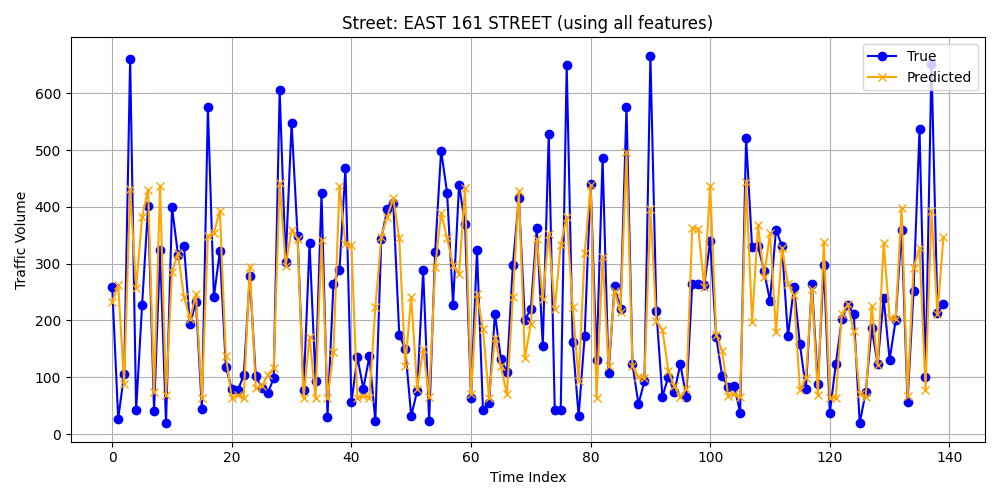 Street: EAST 161 STREET (using all features)
True
Predicted
Traffic Volume
600
500
400
300
200
100
0
0 20 40 60 80 100 120 140
Time Index